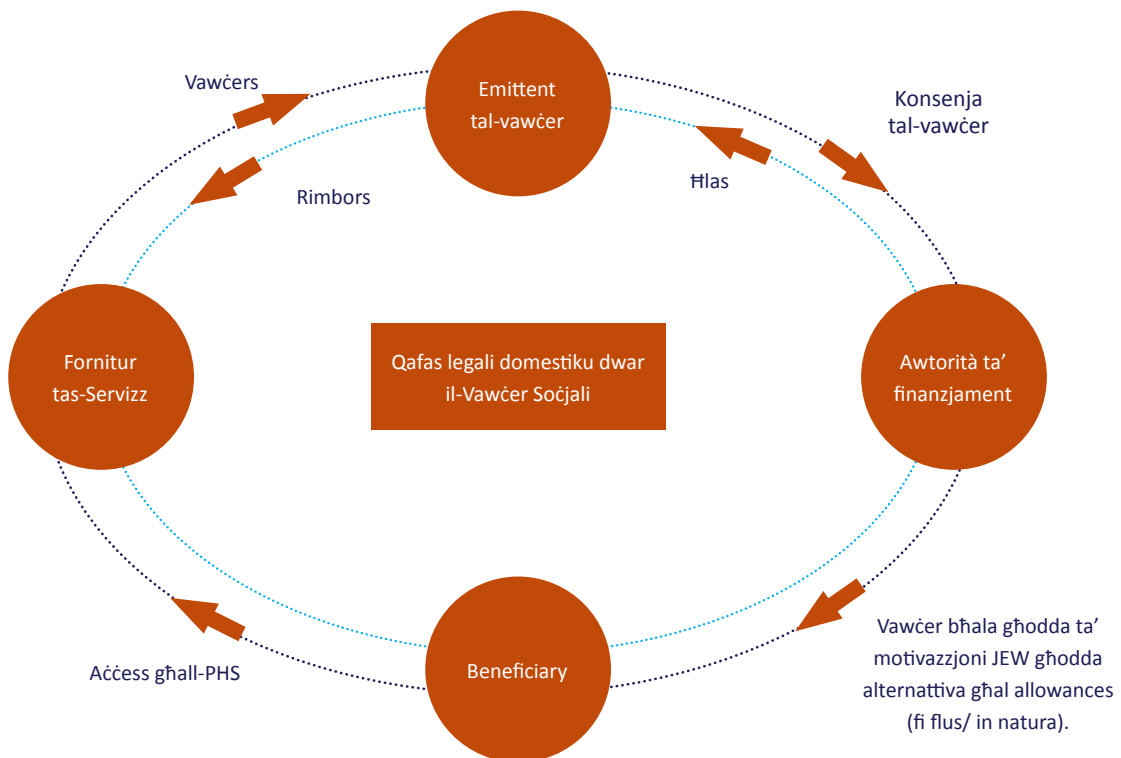 Emittent
tal-vawċer
Vawċers
Konsenja
tal-vawċer
Rimbors
Ħlas
Fornitur
tas-Servizz
Qafas legali domestiku dwar
il-Vawċer Soċjali
Awtorità ta’
finanzjament
Aċċess għall-PHS
Beneficiary
Vawċer bħala għodda ta’
motivazzjoni JEW għodda
alternattiva għal allowances
(fi flus/ in natura).